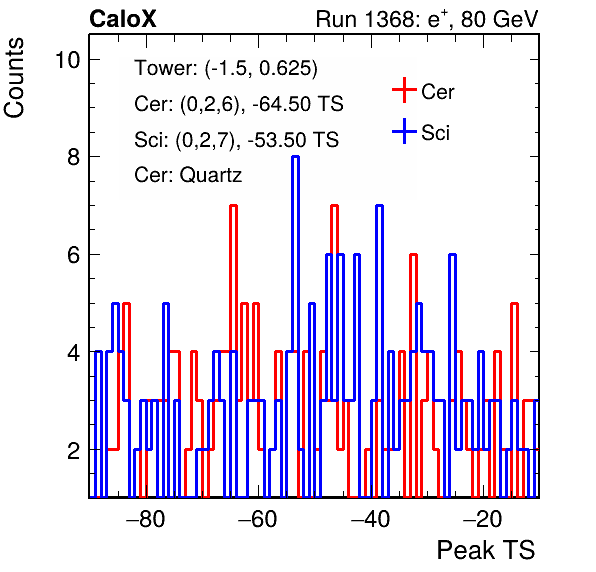 CaloX Run 1368: e⁺, 80 GeV
Counts
10
8
6
4
2
Tower: (-1.5, 0.625)
Cer: (0,2,6), -64.50 TS
Sci: (0,2,7), -53.50 TS
Cer: Quartz
Cer
Sci
−80 −60 −40 −20
Peak TS